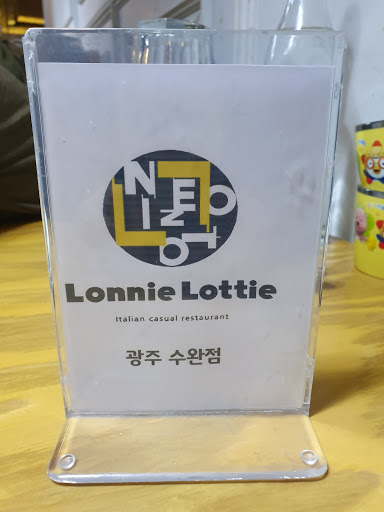 Lonnie Lottie
Italian casual restaurant
광주 수완점